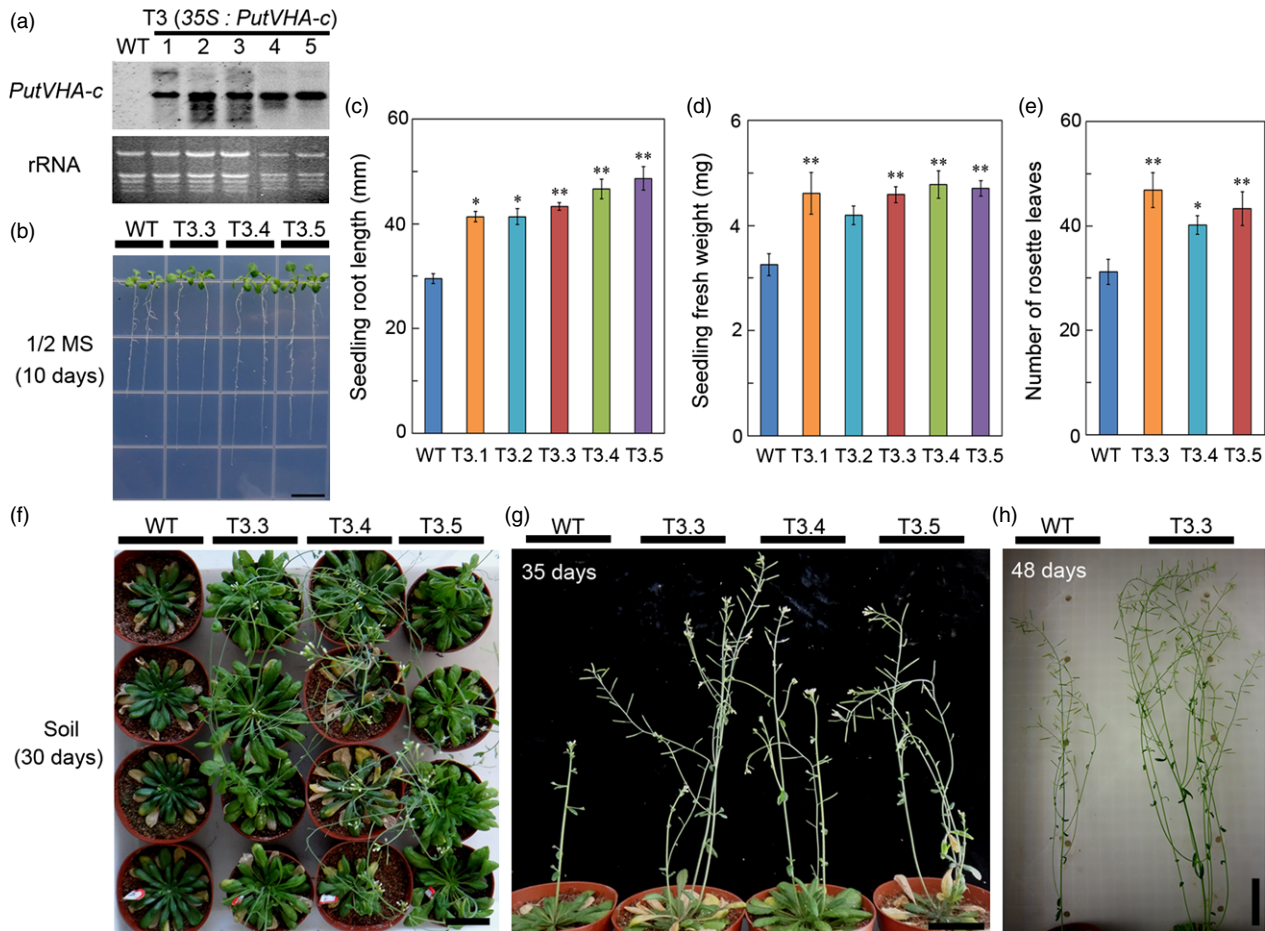 (a)
T3 (35S : PutVHA-c)
WT 1 2 3 4 5
PutVHA-c
rRNA
(b)
WT T3.3 T3.4 T3.5
1/2 MS
(10 days)
(c)
Seedling root length (mm)
60
40
20
0
* * ** ** **
WT T3.1 T3.2 T3.3 T3.4 T3.5
(d)
Seedling fresh weight (mg)
6
4
2
0
** ** ** **
WT T3.1 T3.2 T3.3 T3.4 T3.5
(e)
Number of rosette leaves
60
40
20
0
** * **
WT T3.3 T3.4 T3.5
(f)
WT T3.3 T3.4 T3.5
Soil
(30 days)
(g)
WT T3.3 T3.4 T3.5
35 days
(h)
WT T3.3
48 days